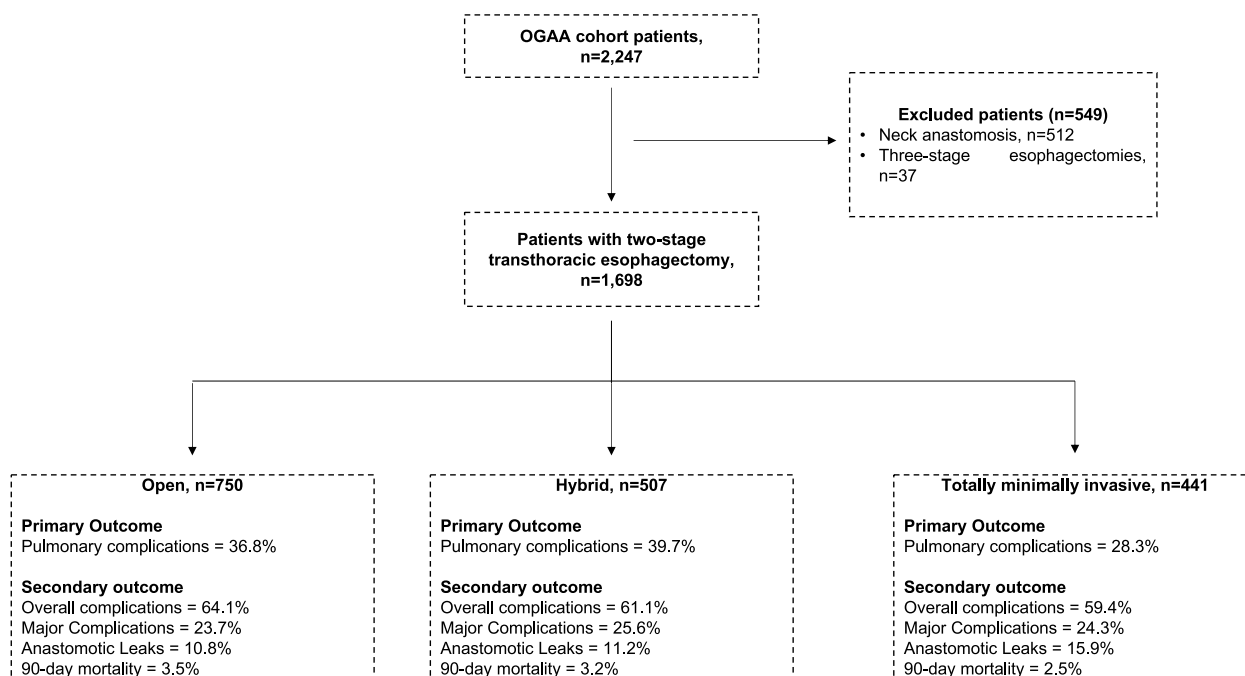 OGAA cohort patients,
n=2,247
Excluded patients (n=549)
• Neck anastomosis, n=512
• Three-stage esophagectomies,
n=37
Patients with two-stage
transthoracic esophagectomy,
n=1,698
Open, n=750
Primary Outcome
Pulmonary complications = 36.8%
Secondary outcome
Overall complications = 64.1%
Major Complications = 23.7%
Anastomotic Leaks = 10.8%
90-day mortality = 3.5%
Hybrid, n=507
Primary Outcome
Pulmonary complications = 39.7%
Secondary outcome
Overall complications = 61.1%
Major Complications = 25.6%
Anastomotic Leaks = 11.2%
90-day mortality = 3.2%
Totally minimally invasive, n=441
Primary Outcome
Pulmonary complications = 28.3%
Secondary outcome
Overall complications = 59.4%
Major Complications = 24.3%
Anastomotic Leaks = 15.9%
90-day mortality = 2.5%